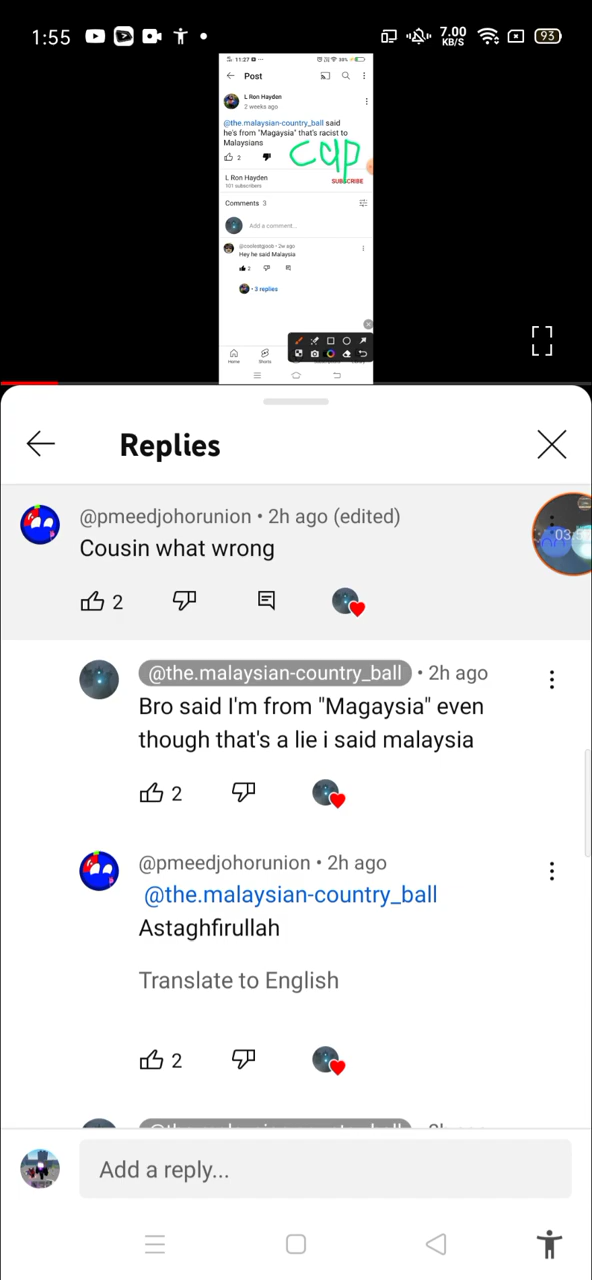 1:55
7.00
KB/S
93
11:27
Post
L Ron Hayden
2 weeks ago
@the.malaysian-country_ball said
he's from "Magaysia" that's racist to
Malaysians
2
cap
L Ron Hayden
101 subscribers
SUBSCRIBE
Comments 3
Add a comment...
Hey he said Malaysia
2
3 replies
Home
Shorts
Replies
@pmeedjohorunion • 2h ago (edited)
Cousin what wrong
2
@the.malaysian-country_ball • 2h ago
Bro said I'm from "Magaysia" even
though that's a lie i said malaysia
2
@pmeedjohorunion • 2h ago
@the.malaysian-country_ball
Astaghfirullah
Translate to English
2
Add a reply...